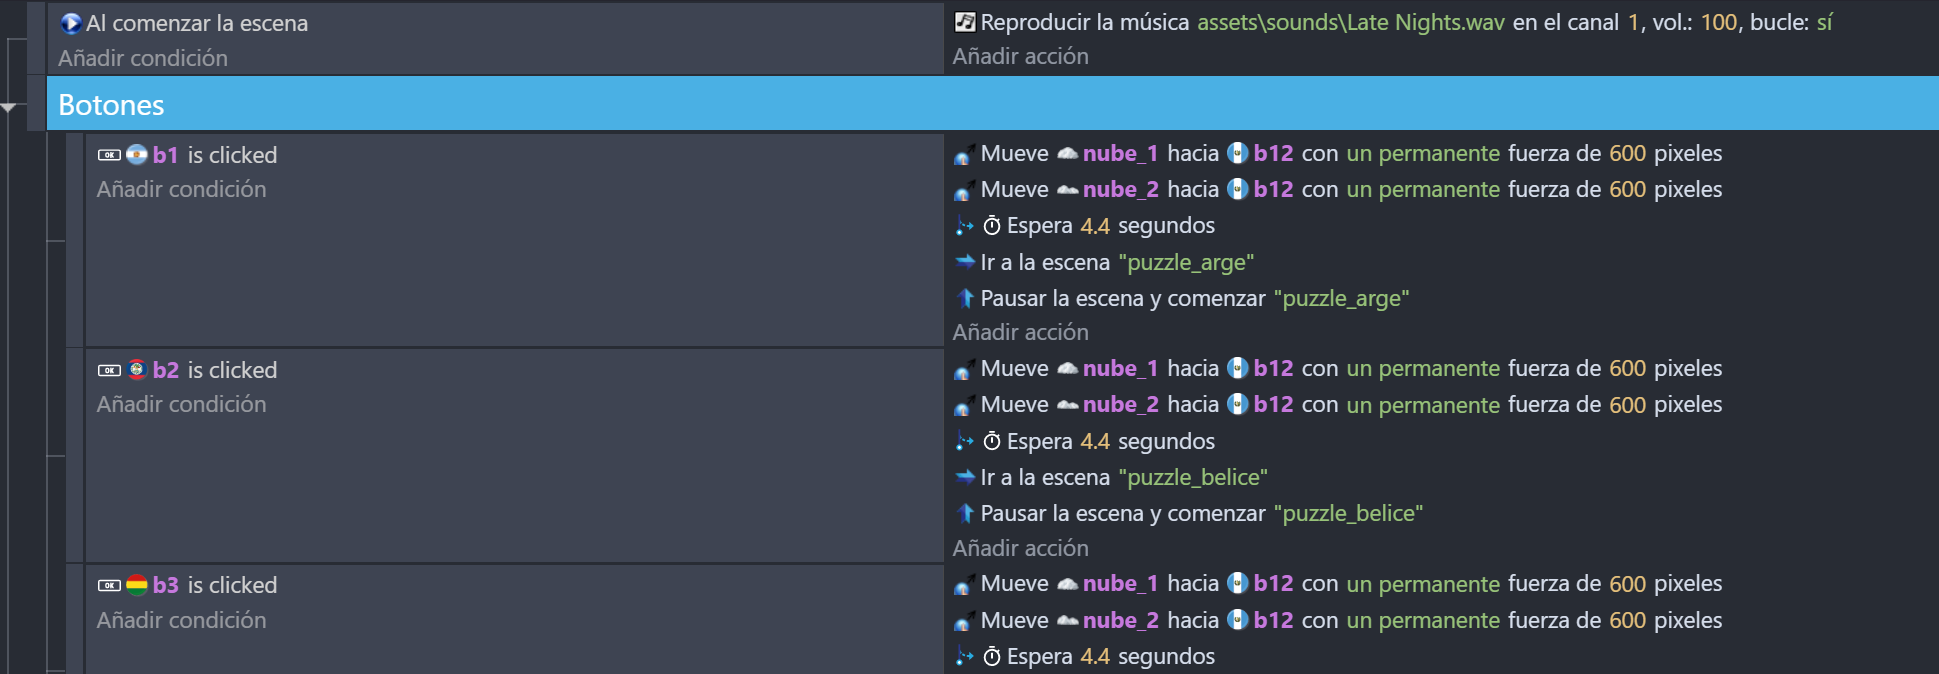 Al comenzar la escena
Añadir condición
Reproducir la música assets\sounds\Late Nights.wav en el canal 1, vol.: 100, bucle: sí
Añadir acción
Botones
OK b1 is clicked
Añadir condición
Mueve nube_1 hacia b12 con un permanente fuerza de 600 pixeles
Mueve nube_2 hacia b12 con un permanente fuerza de 600 pixeles
Espera 4.4 segundos
Ir a la escena "puzzle_arge"
Pausar la escena y comenzar "puzzle_arge"
Añadir acción
OK b2 is clicked
Añadir condición
Mueve nube_1 hacia b12 con un permanente fuerza de 600 pixeles
Mueve nube_2 hacia b12 con un permanente fuerza de 600 pixeles
Espera 4.4 segundos
Ir a la escena "puzzle_belice"
Pausar la escena y comenzar "puzzle_belice"
Añadir acción
OK b3 is clicked
Añadir condición
Mueve nube_1 hacia b12 con un permanente fuerza de 600 pixeles
Mueve nube_2 hacia b12 con un permanente fuerza de 600 pixeles
Espera 4.4 segundos